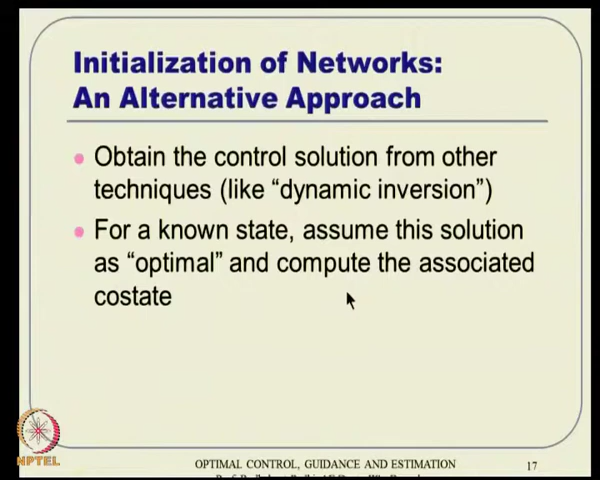 Initialization of Networks:
An Alternative Approach
Obtain the control solution from other
techniques (like “dynamic inversion”)
For a known state, assume this solution
as “optimal” and compute the associated
costate
NPTEL
OPTIMAL CONTROL, GUIDANCE AND ESTIMATION
17